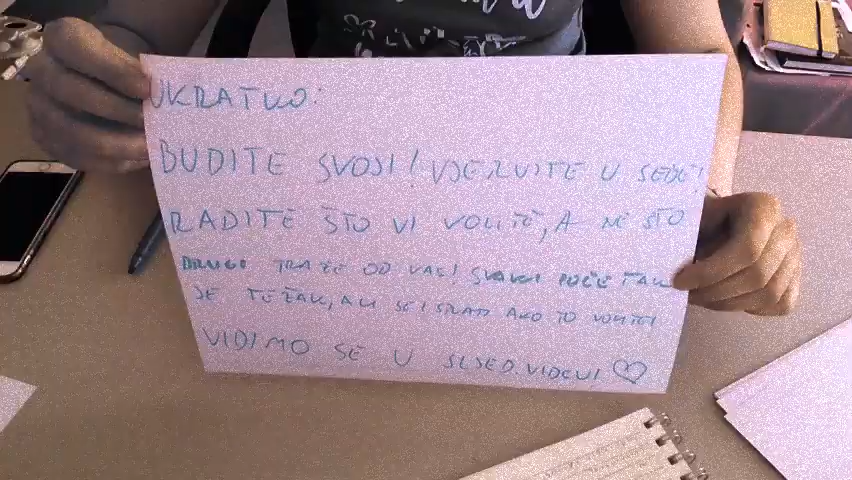 UKRATKO:
BUDITE SVOJI! VJERUJTE U SEBE!
RADITE ŠTO VI VOLITE, A NE ŠTO
DRUGI TRAŽE OD VAS! SVAKI POČETAK
JE TEŽAK, ALI SE ISPLATI AKO TO VOLITE!
VIDIMO SE U SLJED. VIDEU! ♡